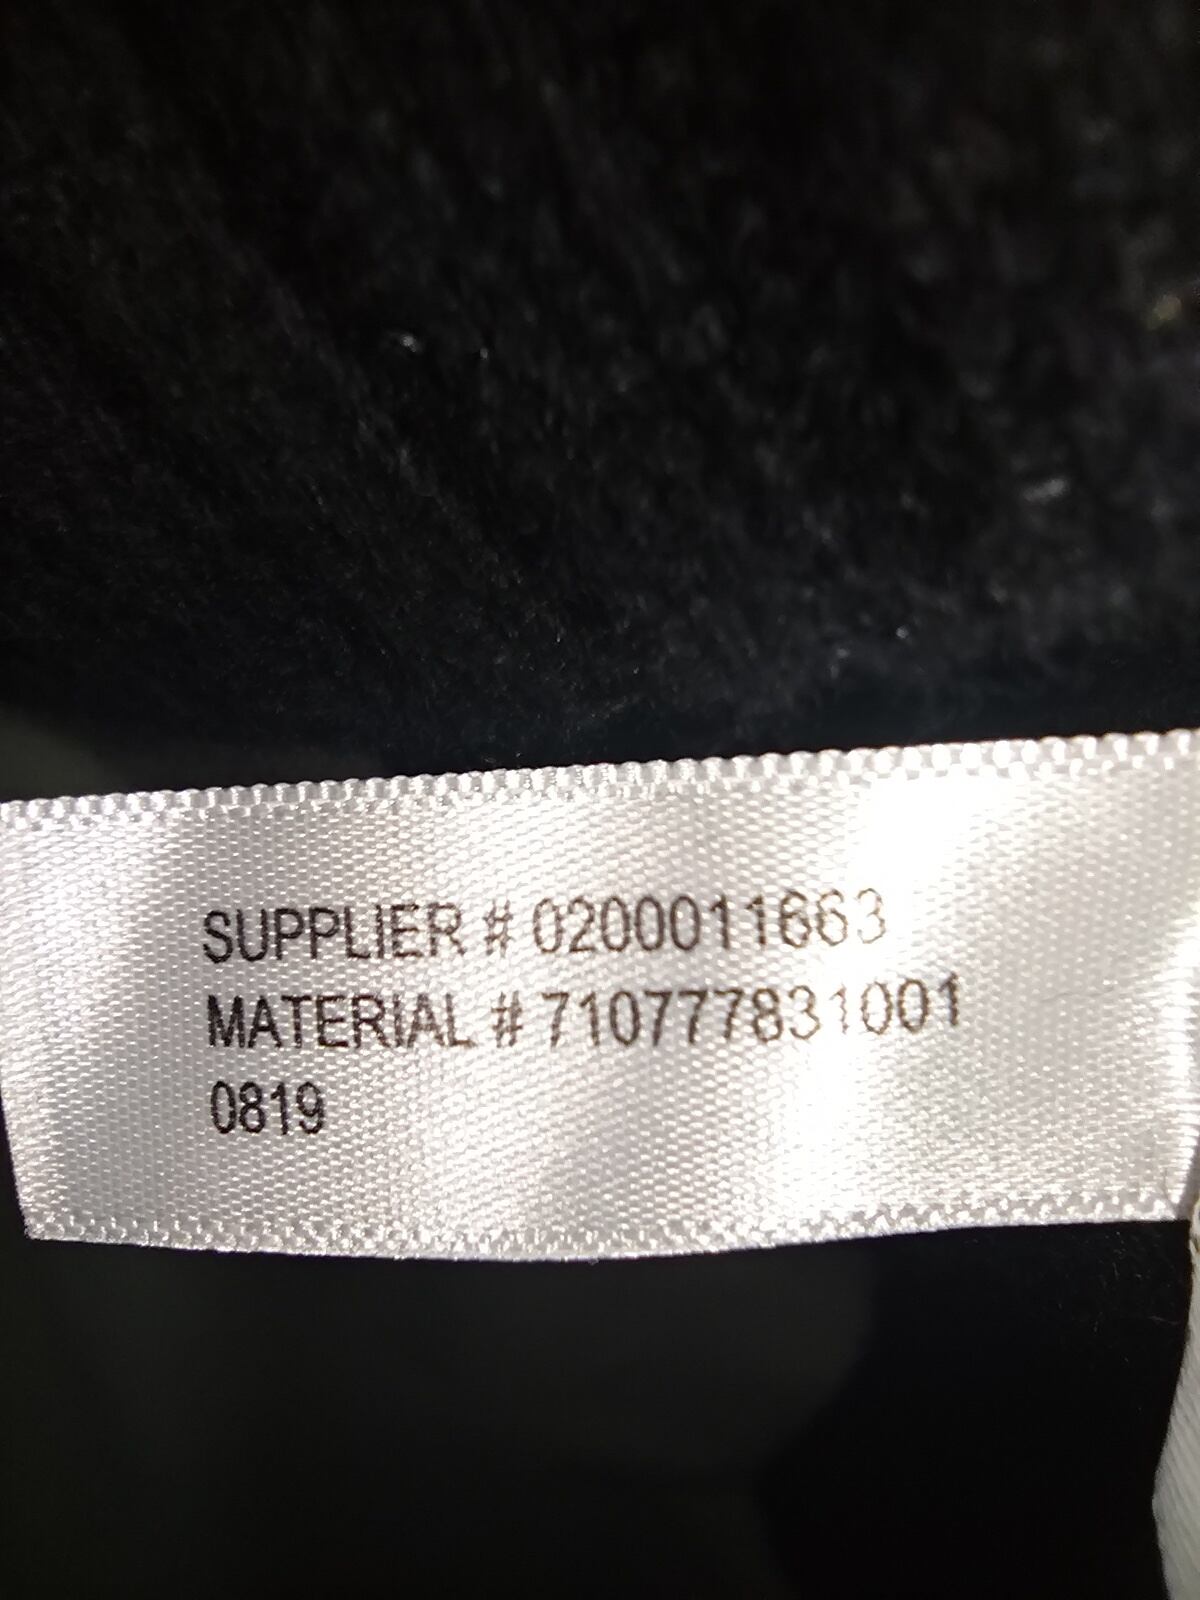 SUPPLIER # 0200011663
MATERIAL # 710777831001
0819